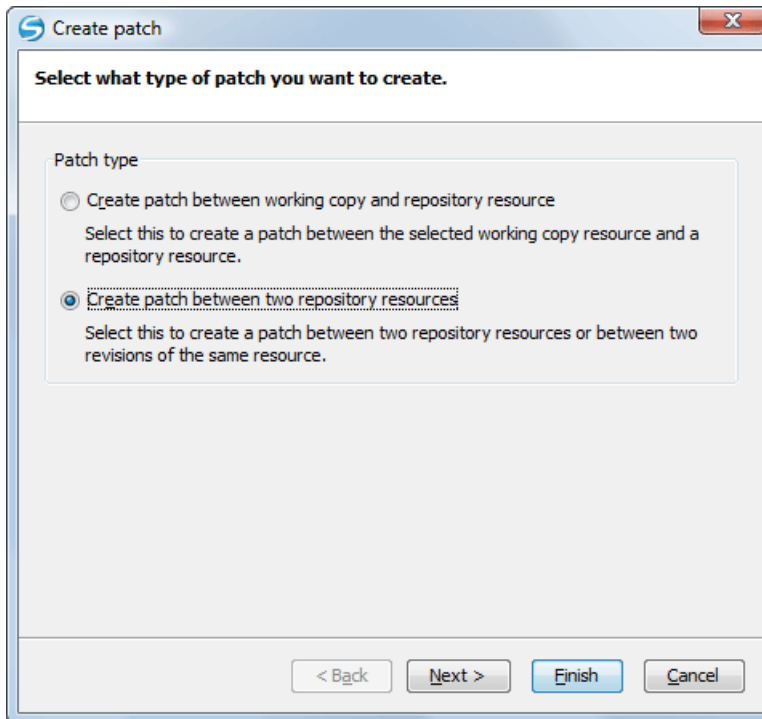 Create patch
Select what type of patch you want to create.
Patch type
Create patch between working copy and repository resource
Select this to create a patch between the selected working copy resource and a
repository resource.
Create patch between two repository resources
Select this to create a patch between two repository resources or between two
revisions of the same resource.
< Back
Next >
Finish
Cancel